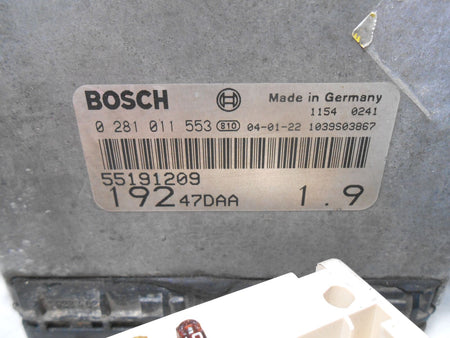 BOSCH Made in Germany
1154 0241
0 281 011 553 S10 04-01-22 1039S03867
55191209
192 47DAA 1.9